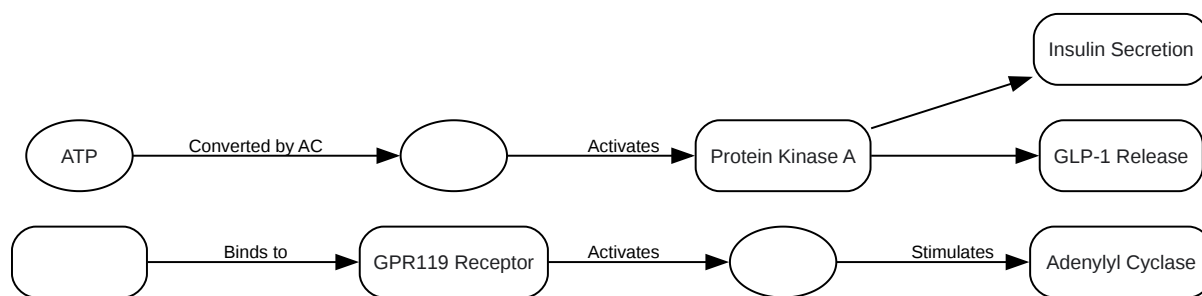 Insulin Secretion
ATP
Converted by AC
Activates
Protein Kinase A
GLP-1 Release
Binds to
GPR119 Receptor
Activates
Stimulates
Adenylyl Cyclase